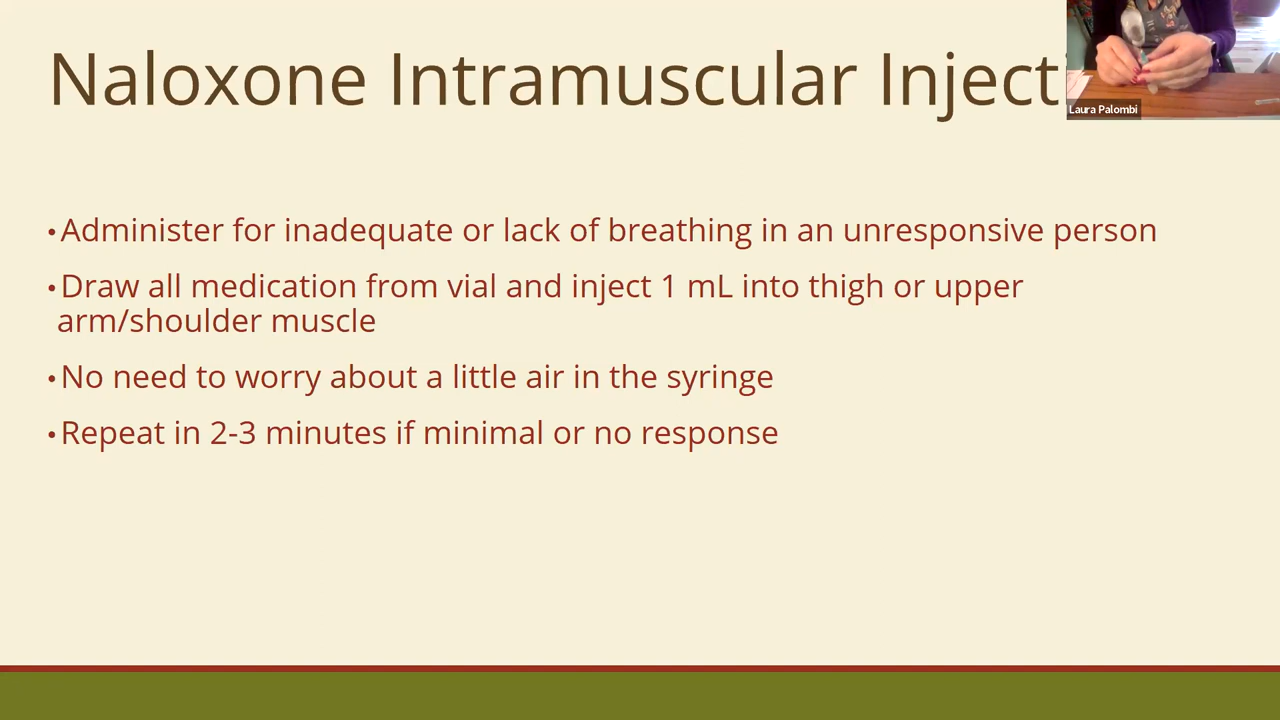 Naloxone Intramuscular Injecti
Laura Palombi
•Administer for inadequate or lack of breathing in an unresponsive person
•Draw all medication from vial and inject 1 mL into thigh or upper
arm/shoulder muscle
•No need to worry about a little air in the syringe
•Repeat in 2-3 minutes if minimal or no response